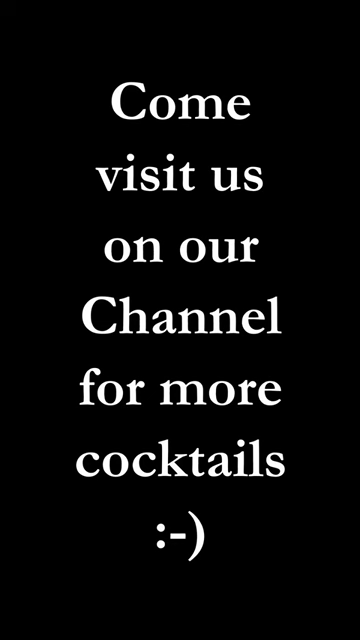 Come
visit us
on our
Channel
for more
cocktails
:-)